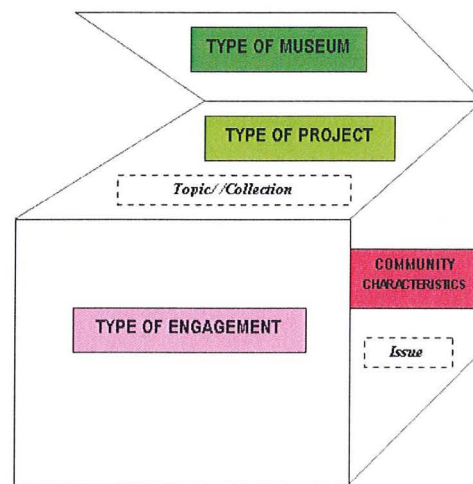 TYPE OF MUSEUM
TYPE OF PROJECT
Topic/ /Collection
COMMUNITY
CHARACTERISTICS
TYPE OF ENGAGEMENT
Issue